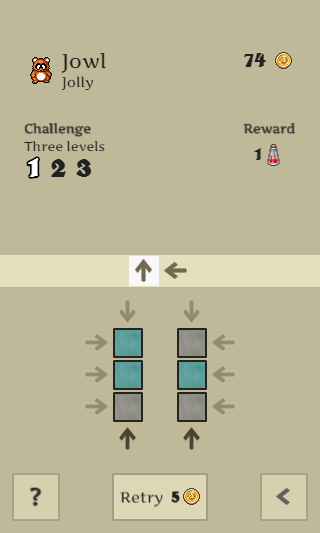 Jowl
Jolly
74
Challenge
Three levels
1 2 3
Reward
1
?
Retry 5